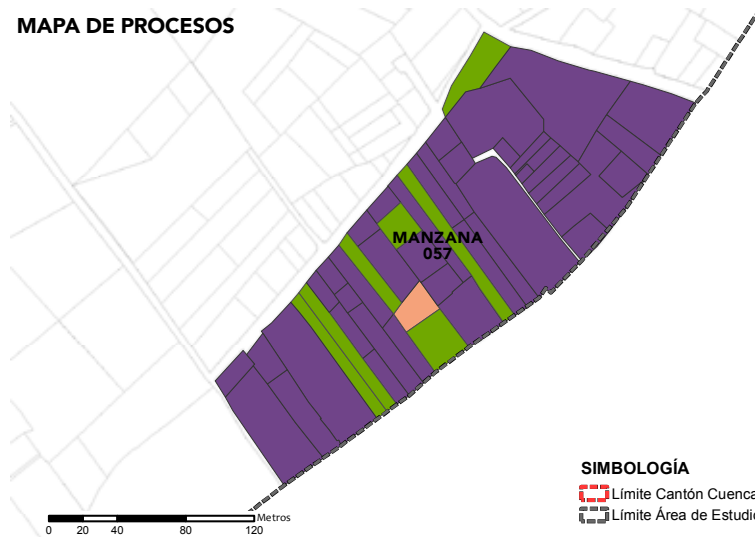 MAPA DE PROCESOS
MANZANA
057
SIMBOLOGÍA
Límite Cantón Cuenca
Límite Área de Estudio
Metros
0 20 40 80 120